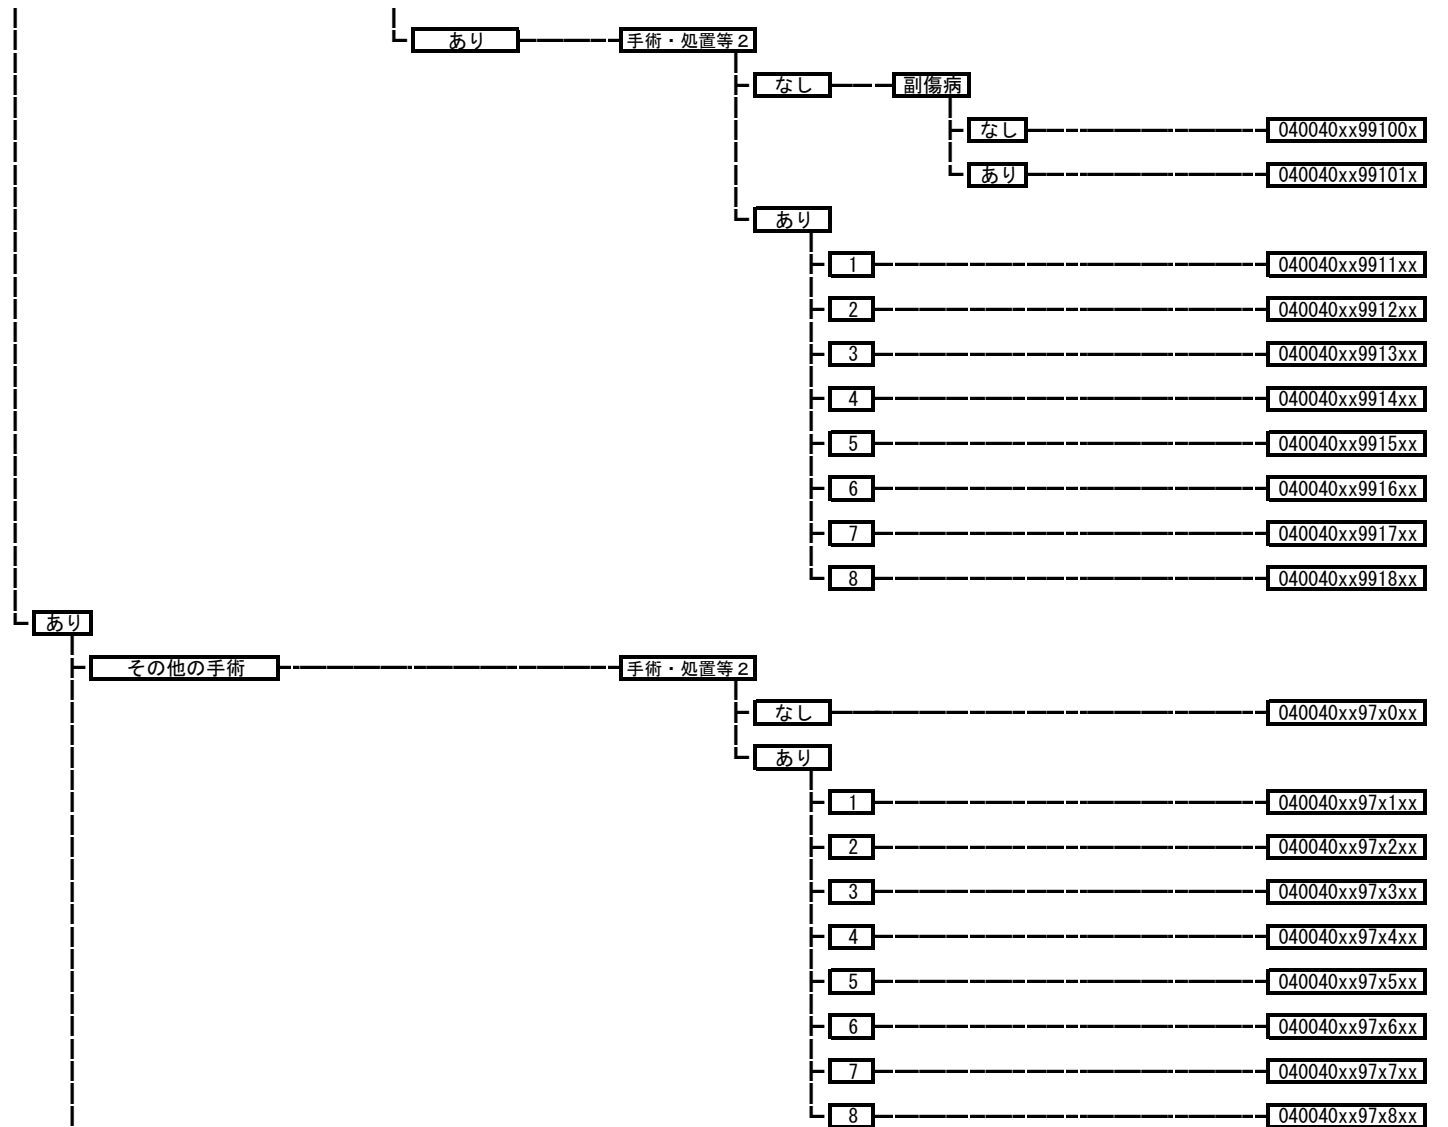 あり 手術・処置等２
なし 副傷病
なし 040040xx99100x
あり 040040xx99101x
あり
1 040040xx9911xx
2 040040xx9912xx
3 040040xx9913xx
4 040040xx9914xx
5 040040xx9915xx
6 040040xx9916xx
7 040040xx9917xx
8 040040xx9918xx
あり
その他の手術 手術・処置等２
なし 040040xx97x0xx
あり
1 040040xx97x1xx
2 040040xx97x2xx
3 040040xx97x3xx
4 040040xx97x4xx
5 040040xx97x5xx
6 040040xx97x6xx
7 040040xx97x7xx
8 040040xx97x8xx